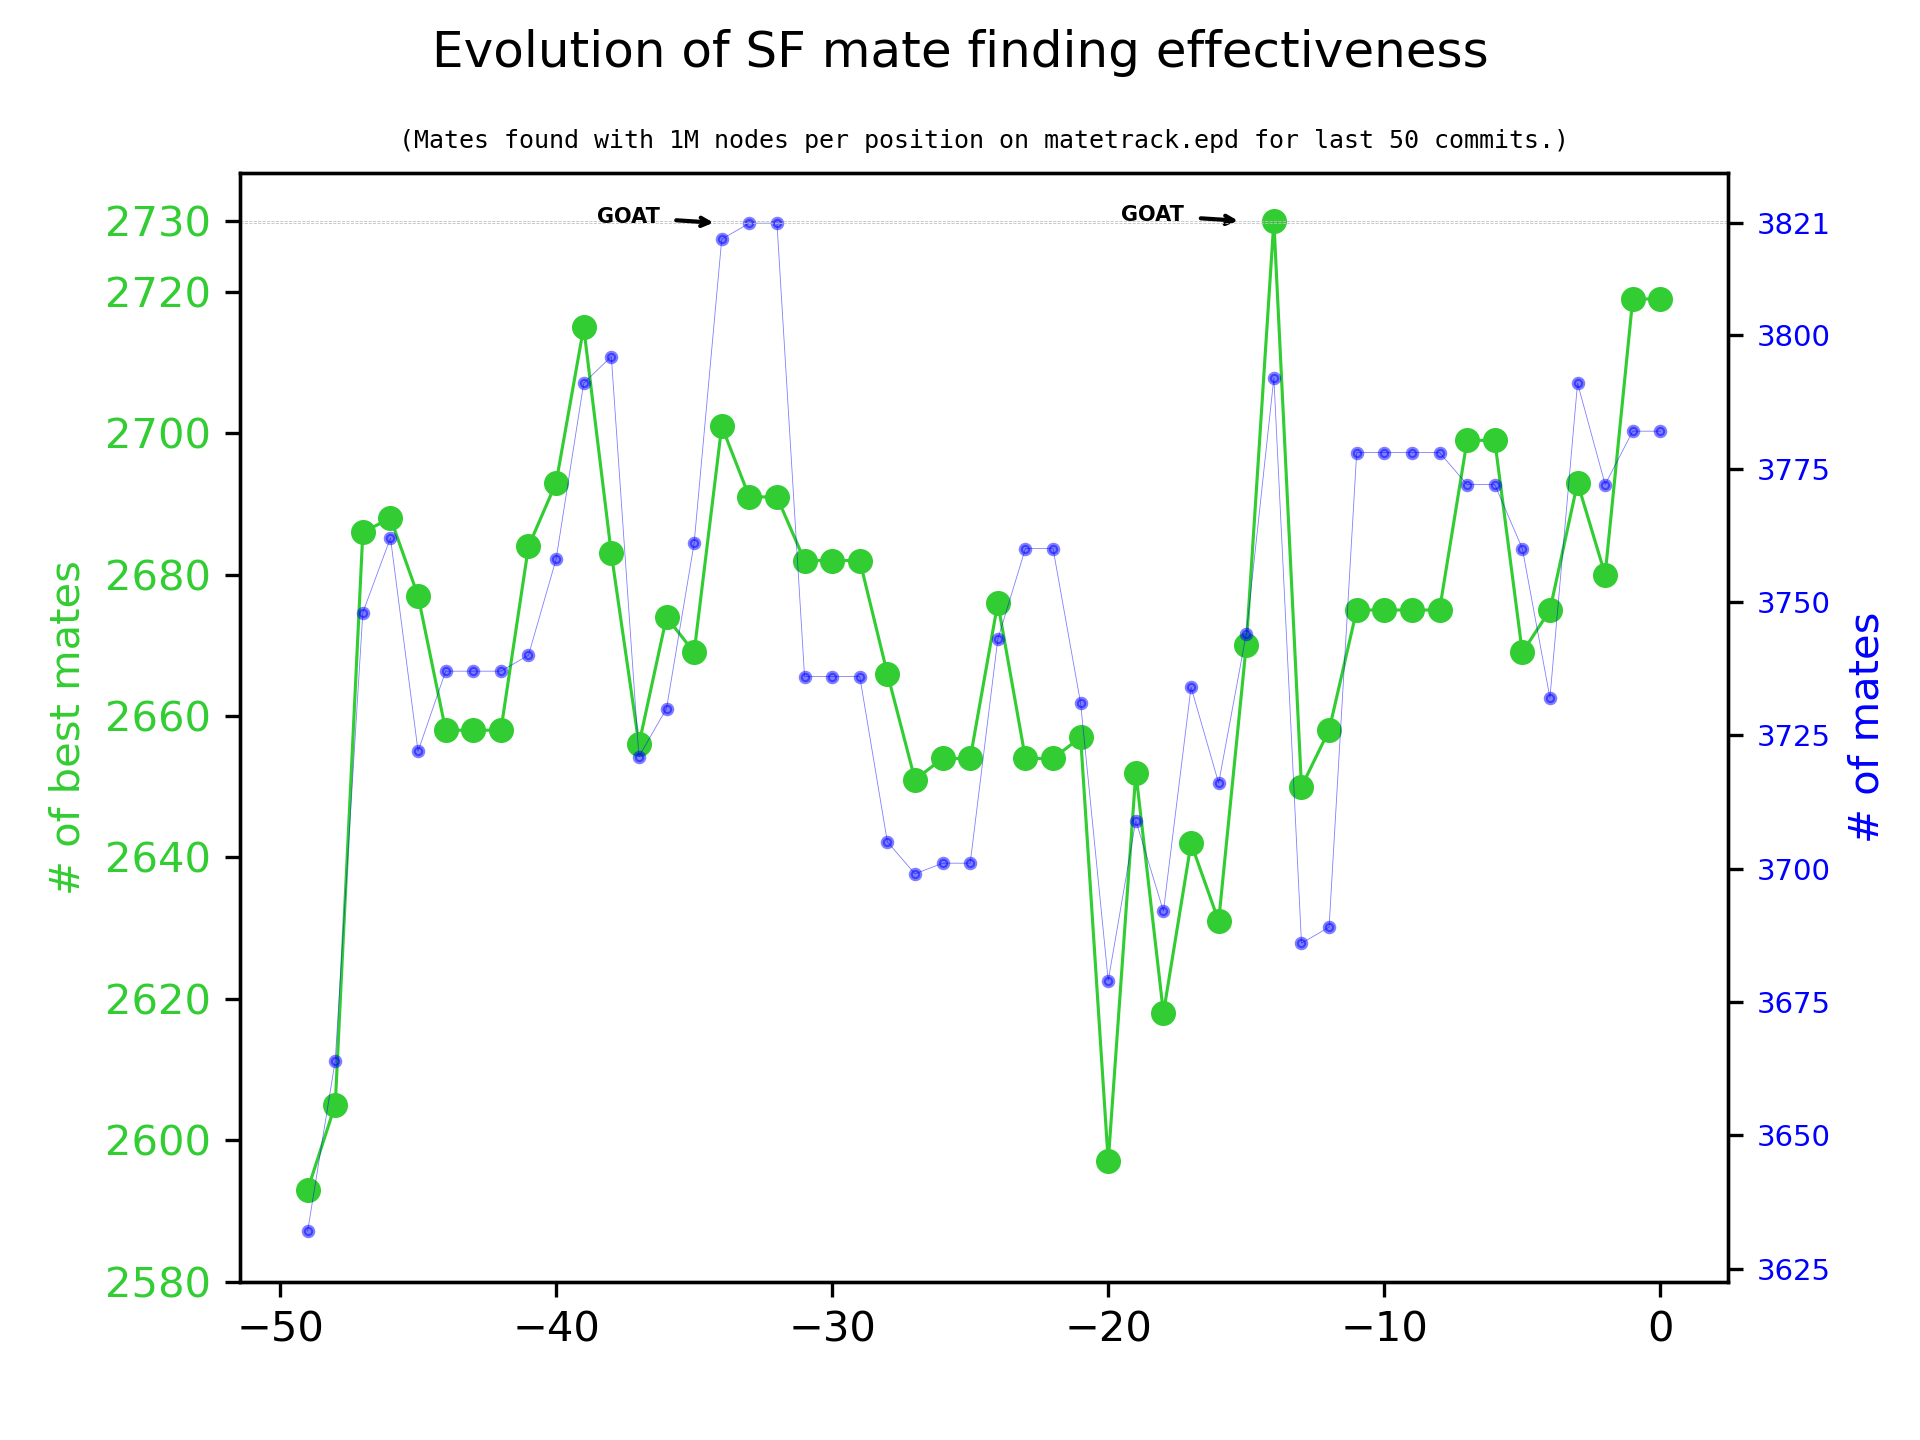 Evolution of SF mate finding effectiveness
(Mates found with 1M nodes per position on matetrack.epd for last 50 commits.)
GOAT
GOAT
# of best mates
2730
2720
2700
2680
2660
2640
2620
2600
2580
3821
3800
3775
3750
3725
3700
3675
3650
3625
# of mates
−50 −40 −30 −20 −10 0